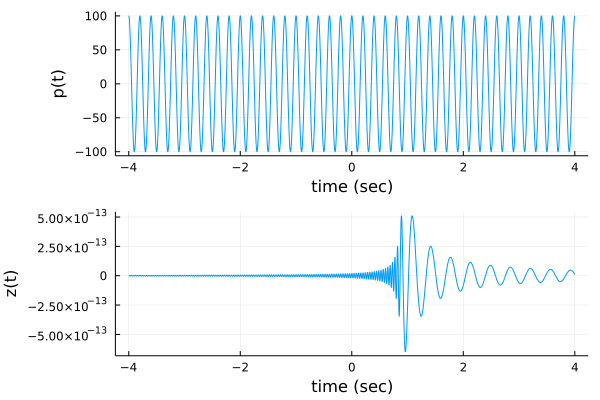 100
50
0
−50
−100
p(t)
−4 −2 0 2 4
time (sec)
5.00×10⁻¹³
2.50×10⁻¹³
0
−2.50×10⁻¹³
−5.00×10⁻¹³
z(t)
−4 −2 0 2 4
time (sec)